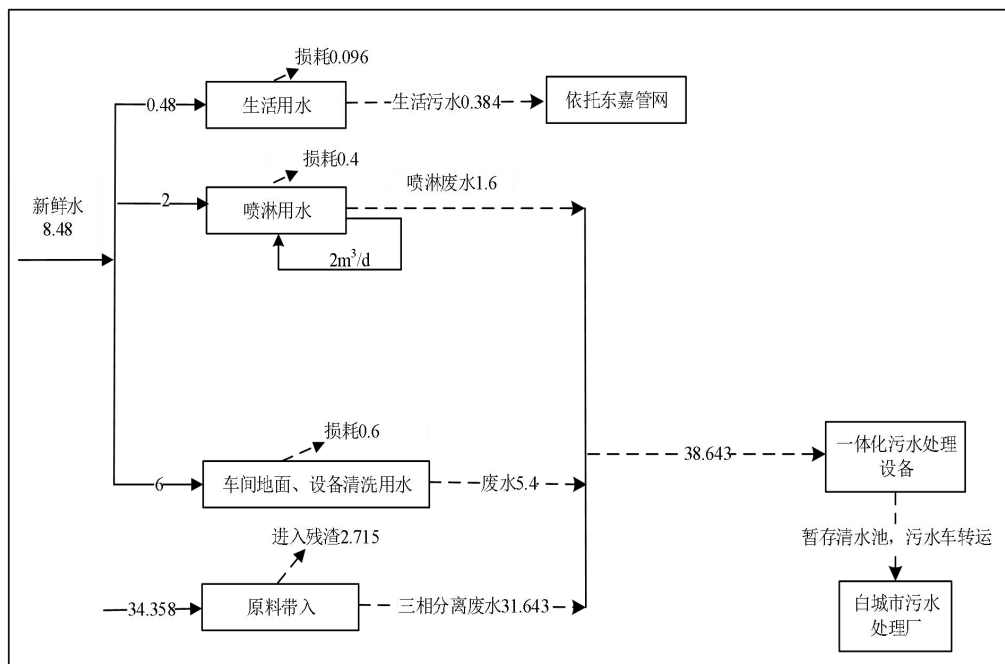 损耗0.096
0.48
生活用水
生活污水0.384
依托东嘉管网
损耗0.4
喷淋废水1.6
新鲜水
8.48
2
喷淋用水
2m³/d
损耗0.6
一体化污水处理
设备
38.643
6
车间地面、设备清洗用水
废水5.4
进入残渣2.715
暂存清水池，污水车转运
34.358
原料带入
三相分离废水31.643
白城市污水
处理厂